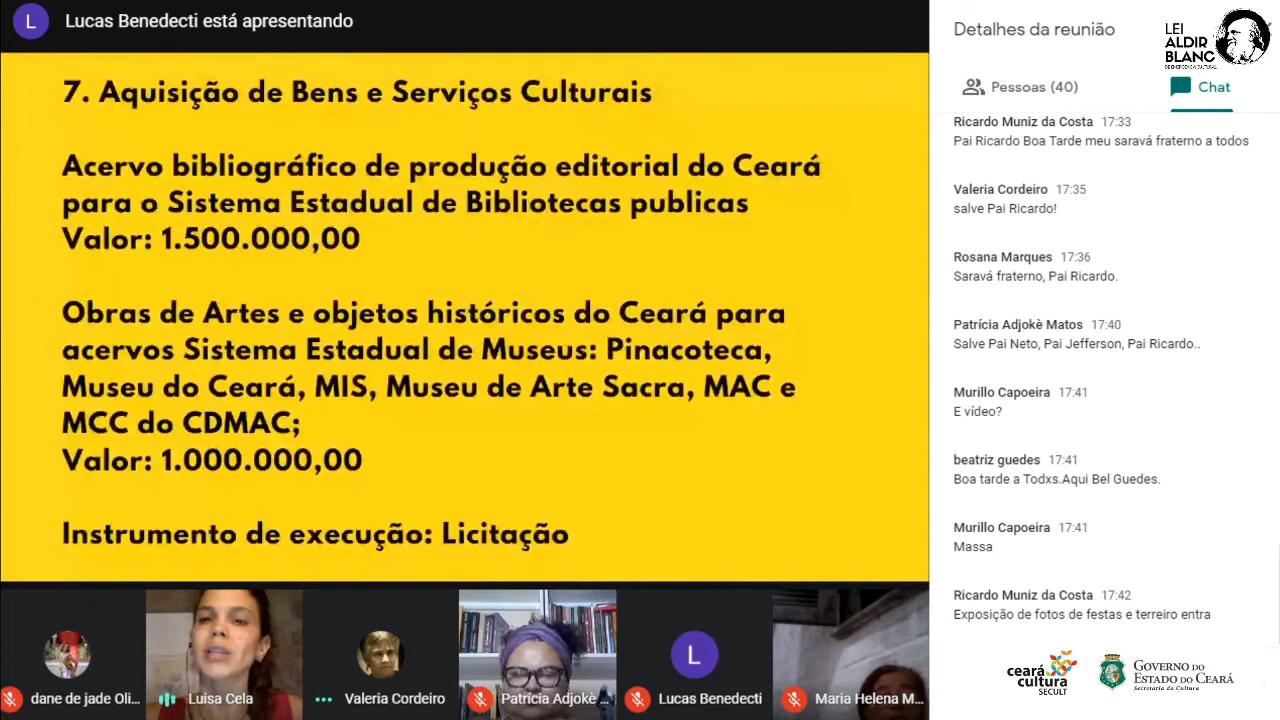 L
Lucas Benedecti está apresentando
7. Aquisição de Bens e Serviços Culturais
Acervo bibliográfico de produção editorial do Ceará
para o Sistema Estadual de Bibliotecas publicas
Valor: 1.500.000,00
Obras de Artes e objetos históricos do Ceará para
acervos Sistema Estadual de Museus: Pinacoteca,
Museu do Ceará, MIS, Museu de Arte Sacra, MAC e
MCC do CDMAC;
Valor: 1.000.000,00
Instrumento de execução: Licitação
dane de jade Oli...
Luisa Cela
Valeria Cordeiro
Patrícia Adjokè ...
L
Lucas Benedecti
Maria Helena M...
Detalhes da reunião
LEI
ALDIR
BLANC
DE EMERGÊNCIA CULTURAL
Pessoas (40)
Chat
Ricardo Muniz da Costa 17:33
Pai Ricardo Boa Tarde meu saravá fraterno a todos
Valeria Cordeiro 17:35
salve Pai Ricardo!
Rosana Marques 17:36
Saravá fraterno, Pai Ricardo.
Patrícia Adjokè Matos 17:40
Salve Pai Neto, Pai Jefferson, Pai Ricardo..
Murillo Capoeira 17:41
E vídeo?
beatriz guedes 17:41
Boa tarde a Todxs.Aqui Bel Guedes.
Murillo Capoeira 17:41
Massa
Ricardo Muniz da Costa 17:42
Exposição de fotos de festas e terreiro entra
ceará
cultura
SECULT
GOVERNO DO
ESTADO DO CEARÁ
Secretaria da Cultura